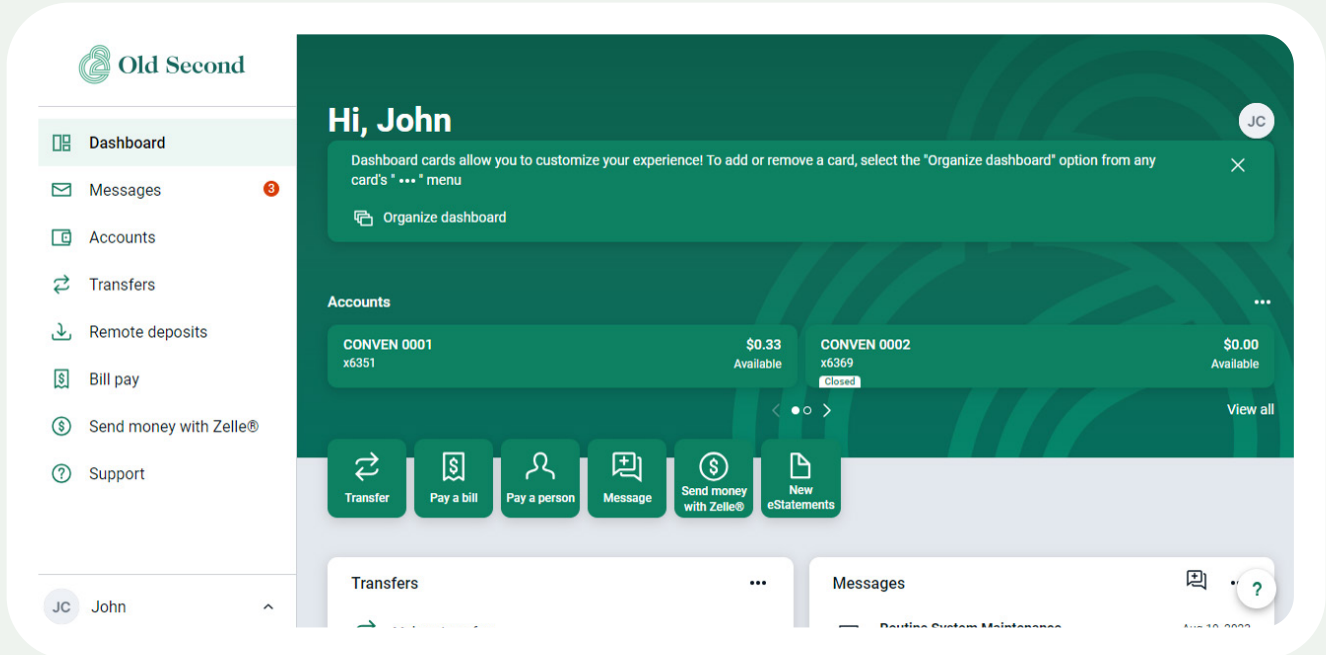 Old Second
Dashboard
Messages
3
Accounts
Transfers
Remote deposits
Bill pay
Send money with Zelle®
Support
JC
John
Hi, John
JC
Dashboard cards allow you to customize your experience! To add or remove a card, select the "Organize dashboard" option from any
card's " ••• " menu
Organize dashboard
Accounts
CONVEN 0001
$0.33
x6351
Available
CONVEN 0002
$0.00
x6369
Available
Closed
View all
Transfer
Pay a bill
Pay a person
Message
Send money
with Zelle®
New
eStatements
Transfers
Messages
?
Routine System Maintenance